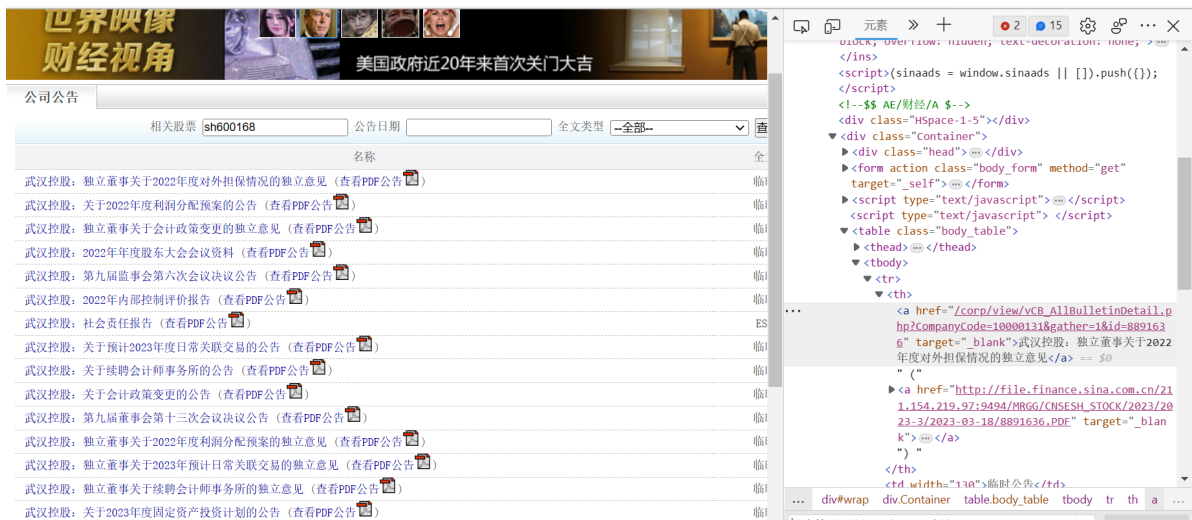 世界映像
财经视角
美国政府近20年来首次关门大吉
公司公告
相关股票 sh600168 公告日期 全文类型 --全部-- 查
名称 全
武汉控股：独立董事关于2022年度对外担保情况的独立意见 (查看PDF公告) 临
武汉控股：关于2022年度利润分配预案的公告 (查看PDF公告) 临
武汉控股：独立董事关于会计政策变更的独立意见 (查看PDF公告) 临
武汉控股：2022年年度股东大会会议资料 (查看PDF公告) 临
武汉控股：第九届监事会第六次会议决议公告 (查看PDF公告) 临
武汉控股：2022年内部控制评价报告 (查看PDF公告) 临
武汉控股：社会责任报告 (查看PDF公告) ES
武汉控股：关于预计2023年度日常关联交易的公告 (查看PDF公告) 临
武汉控股：关于续聘会计师事务所的公告 (查看PDF公告) 临
武汉控股：关于会计政策变更的公告 (查看PDF公告) 临
武汉控股：第九届董事会第十三次会议决议公告 (查看PDF公告) 临
武汉控股：独立董事关于2022年度利润分配预案的独立意见 (查看PDF公告) 临
武汉控股：独立董事关于2023年预计日常关联交易的独立意见 (查看PDF公告) 临
武汉控股：独立董事关于续聘会计师事务所的独立意见 (查看PDF公告) 临
武汉控股：关于2023年度固定资产投资计划的公告 (查看PDF公告) 临
元素 2 15
block; overflow: hidden; text-decoration: none; ">
</ins>
<script>(sinaads = window.sinaads || []).push({});
</script>
<!--$$ AE/财经/A $-->
<div class="HSpace-1-5"></div>
<div class="Container">
<div class="head">…</div>
<form action class="body_form" method="get"
target="_self">…</form>
<script type="text/javascript">…</script>
<script type="text/javascript"> </script>
<table class="body_table">
<thead>…</thead>
<tbody>
<tr>
<th>
<a href="/corp/view/vCB_AllBulletinDetail.p
hp?CompanyCode=10000131&gather=1&id=889163
6" target="_blank">武汉控股：独立董事关于2022
年度对外担保情况的独立意见</a> == $0
" ("
<a href="http://file.finance.sina.com.cn/21
1.154.219.97:9494/MRGG/CNSESH_STOCK/2023/20
23-3/2023-03-18/8891636.PDF" target="_blan
k">…</a>
") "
</th>
<td width="130">临时公告</td>
... div#wrap div.Container table.body_table tbody tr th a ...